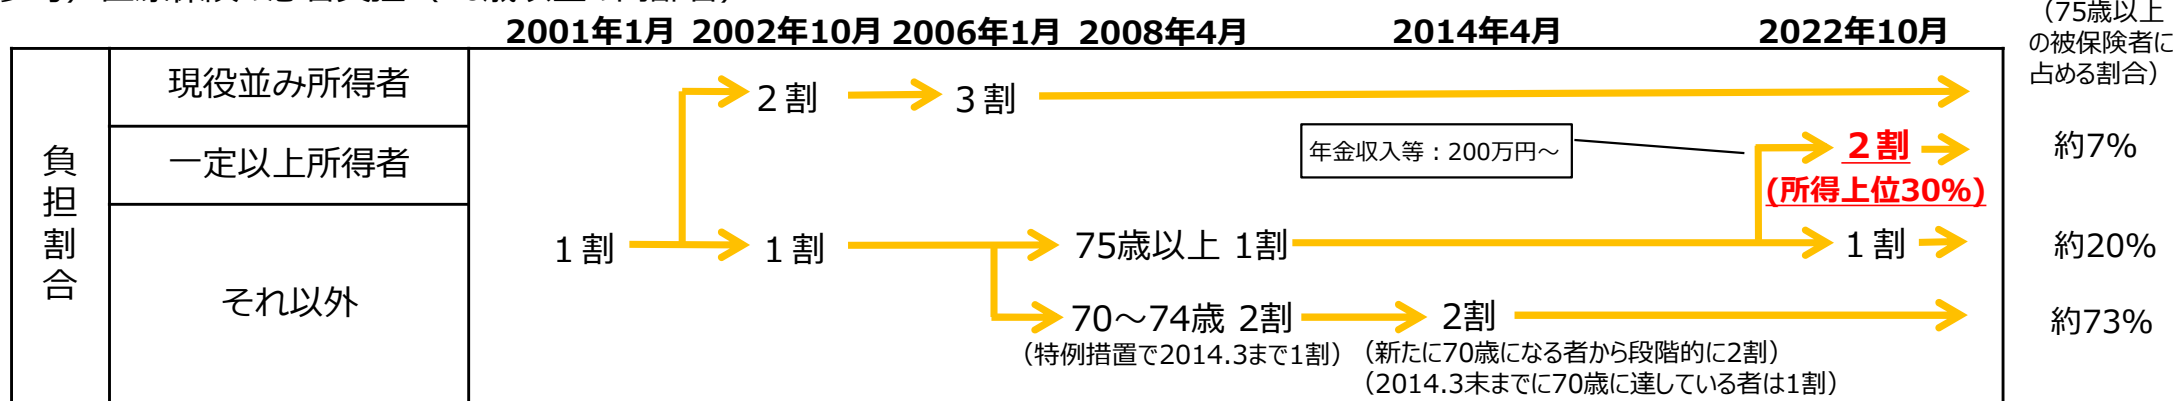 2001年1月 2002年10月 2006年1月 2008年4月 2014年4月 2022年10月
（75歳以上
の被保険者に
占める割合）
負担割合
現役並み所得者
２割 ３割
一定以上所得者
年金収入等：200万円～
２割
約7%
(所得上位30%)
それ以外
１割 １割 75歳以上 1割 １割
約20%
70～74歳 2割 2割
約73%
（特例措置で2014.3まで1割）
（新たに70歳になる者から段階的に2割）
（2014.3末までに70歳に達している者は1割）